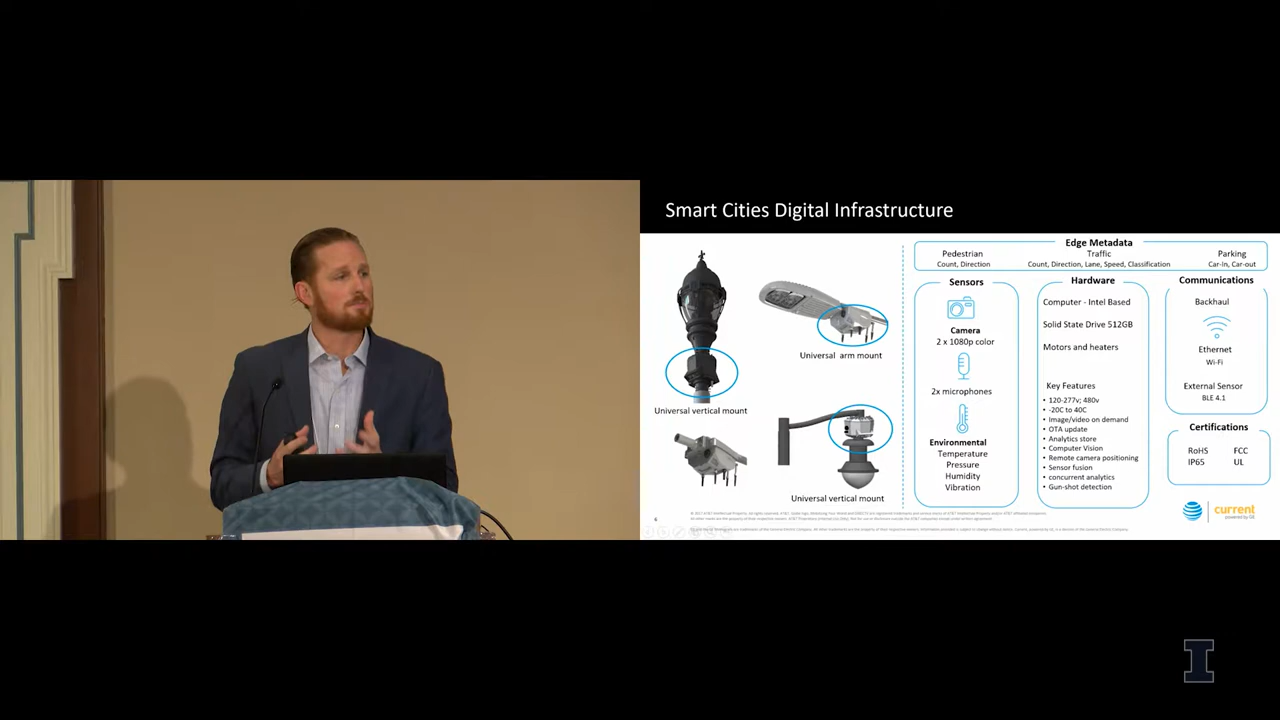 Smart Cities Digital Infrastructure
Universal vertical mount
Universal arm mount
Universal vertical mount
Edge Metadata
Pedestrian
Count, Direction
Traffic
Count, Direction, Lane, Speed, Classification
Parking
Car-In, Car-out
Sensors
Camera
2 x 1080p color
2x microphones
Environmental
Temperature
Pressure
Humidity
Vibration
Hardware
Computer - Intel Based
Solid State Drive 512GB
Motors and heaters
Key Features
• 120-277v; 480v
• -20C to 40C
• Image/video on demand
• OTA update
• Analytics store
• Computer Vision
• Remote camera positioning
• Sensor fusion
• concurrent analytics
• Gun-shot detection
Communications
Backhaul
Ethernet
Wi-Fi
External Sensor
BLE 4.1
Certifications
RoHS FCC
IP65 UL
6
AT&T
current
powered by GE
I